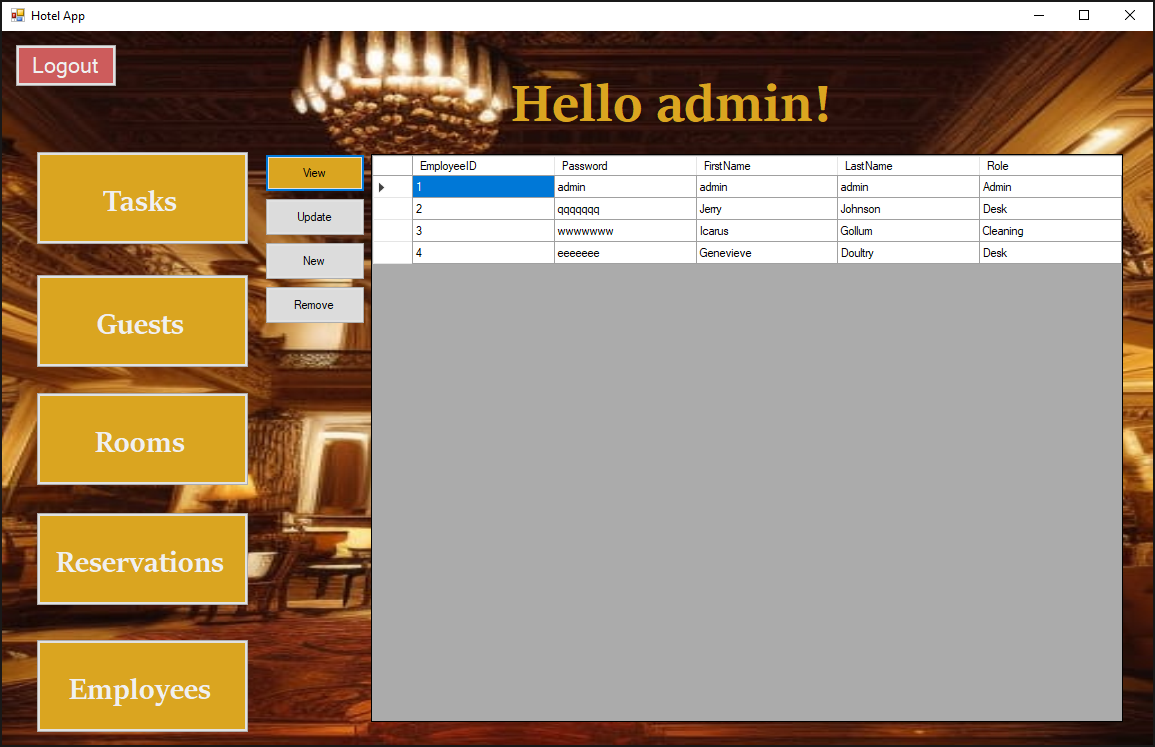 Hotel App
Logout
Hello admin!
Tasks
Guests
Rooms
Reservations
Employees
View
Update
New
Remove
EmployeeID Password FirstName LastName Role
1 admin admin admin Admin
2 qqqqqqq Jerry Johnson Desk
3 wwwwwww Icarus Gollum Cleaning
4 eeeeeee Genevieve Doultry Desk